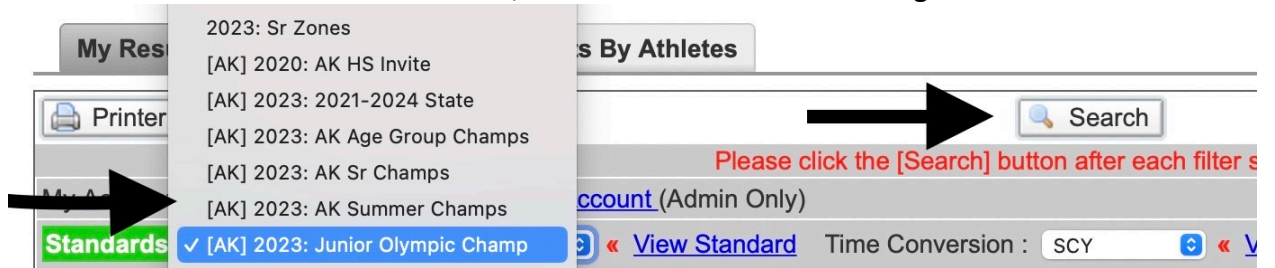 2023: Sr Zones
My Res
s By Athletes
[AK] 2020: AK HS Invite
[AK] 2023: 2021-2024 State
Printer
Search
[AK] 2023: AK Age Group Champs
Please click the [Search] button after each filter s
[AK] 2023: AK Sr Champs
ccount (Admin Only)
[AK] 2023: AK Summer Champs
Standards ✓ [AK] 2023: Junior Olympic Champ « View Standard Time Conversion : SCY « V